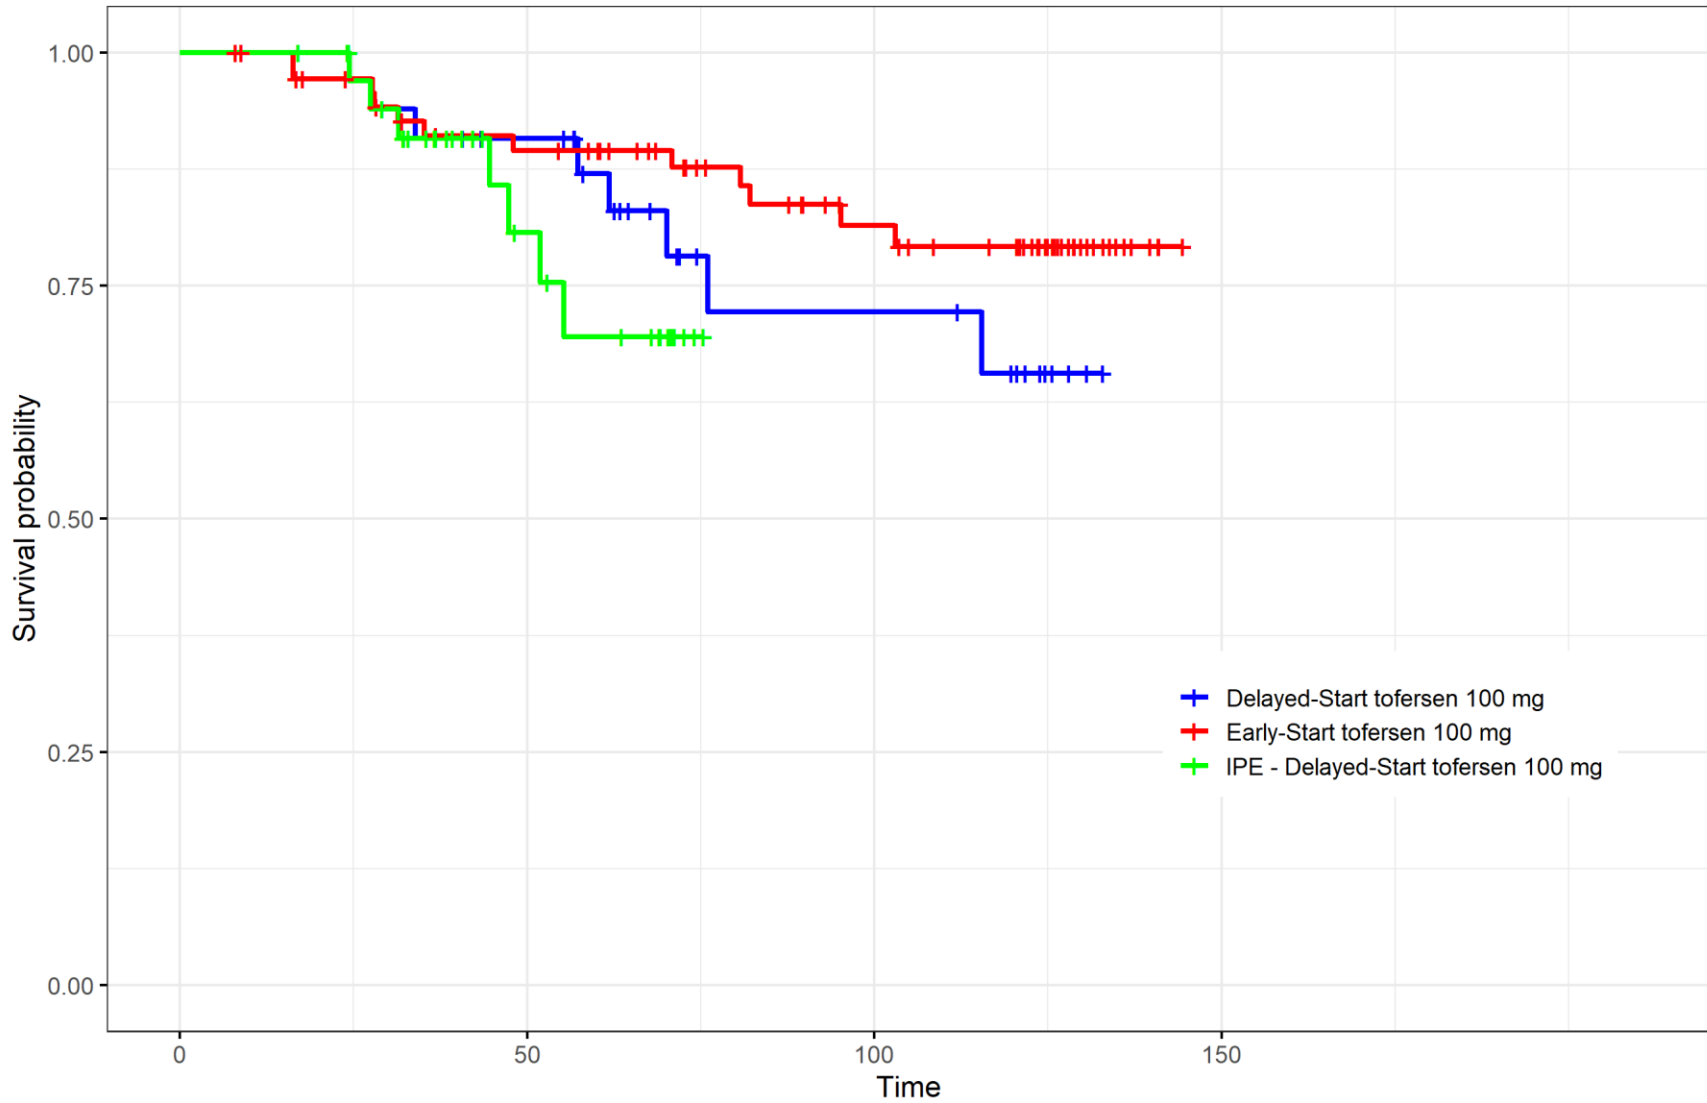 Survival probability
1.00
0.75
0.50
0.25
0.00
Delayed-Start tofersen 100 mg
Early-Start tofersen 100 mg
IPE - Delayed-Start tofersen 100 mg
0 50 100 150
Time